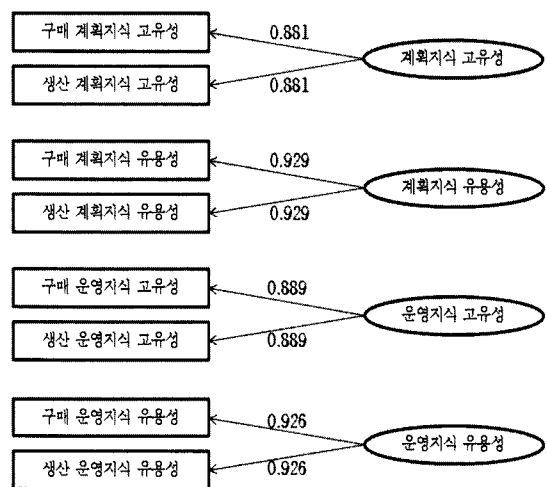 구매 계획지식 고유성
0.881
계획지식 고유성
생산 계획지식 고유성
0.881
구매 계획지식 유용성
0.929
계획지식 유용성
생산 계획지식 유용성
0.929
구매 운영지식 고유성
0.889
운영지식 고유성
생산 운영지식 고유성
0.889
구매 운영지식 유용성
0.926
운영지식 유용성
생산 운영지식 유용성
0.926